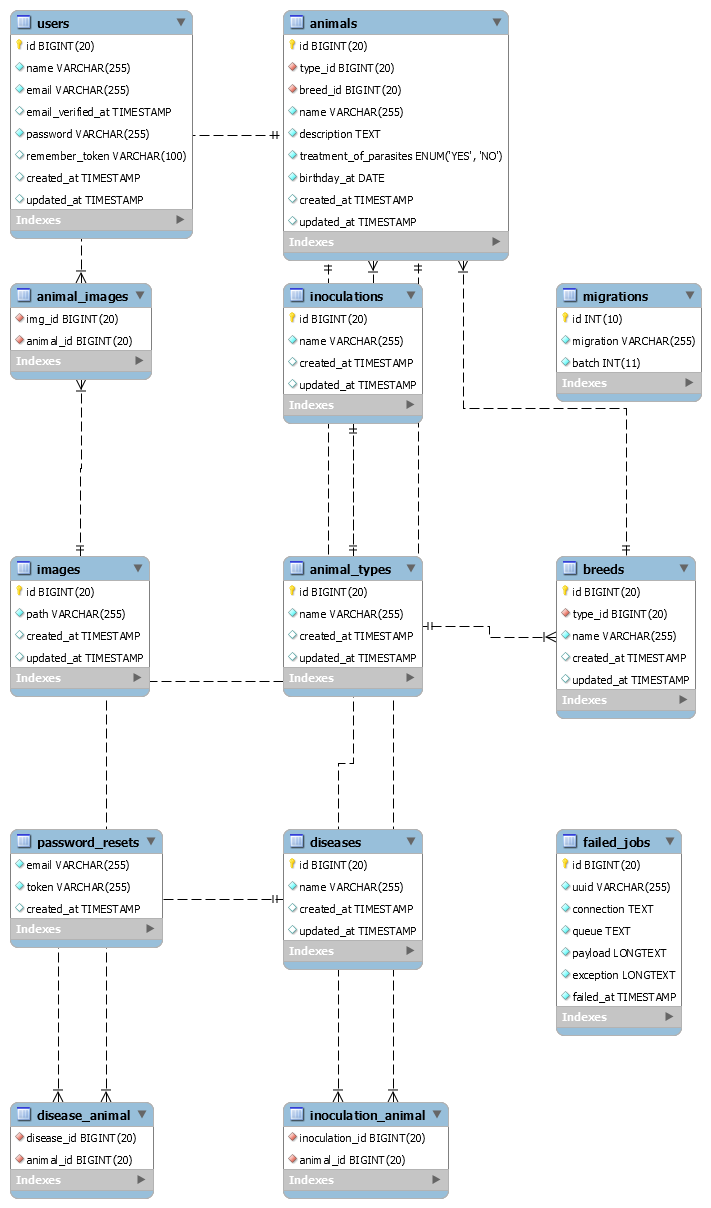 users
id BIGINT(20)
name VARCHAR(255)
email VARCHAR(255)
email_verified_at TIMESTAMP
password VARCHAR(255)
remember_token VARCHAR(100)
created_at TIMESTAMP
updated_at TIMESTAMP
Indexes
animals
id BIGINT(20)
type_id BIGINT(20)
breed_id BIGINT(20)
name VARCHAR(255)
description TEXT
treatment_of_parasites ENUM('YES', 'NO')
birthday_at DATE
created_at TIMESTAMP
updated_at TIMESTAMP
Indexes
animal_images
img_id BIGINT(20)
animal_id BIGINT(20)
Indexes
inoculations
id BIGINT(20)
name VARCHAR(255)
created_at TIMESTAMP
updated_at TIMESTAMP
Indexes
migrations
id INT(10)
migration VARCHAR(255)
batch INT(11)
Indexes
images
id BIGINT(20)
path VARCHAR(255)
created_at TIMESTAMP
updated_at TIMESTAMP
Indexes
animal_types
id BIGINT(20)
name VARCHAR(255)
created_at TIMESTAMP
updated_at TIMESTAMP
Indexes
breeds
id BIGINT(20)
type_id BIGINT(20)
name VARCHAR(255)
created_at TIMESTAMP
updated_at TIMESTAMP
Indexes
password_resets
email VARCHAR(255)
token VARCHAR(255)
created_at TIMESTAMP
Indexes
diseases
id BIGINT(20)
name VARCHAR(255)
created_at TIMESTAMP
updated_at TIMESTAMP
Indexes
failed_jobs
id BIGINT(20)
uuid VARCHAR(255)
connection TEXT
queue TEXT
payload LONGTEXT
exception LONGTEXT
failed_at TIMESTAMP
Indexes
disease_animal
disease_id BIGINT(20)
animal_id BIGINT(20)
Indexes
inoculation_animal
inoculation_id BIGINT(20)
animal_id BIGINT(20)
Indexes